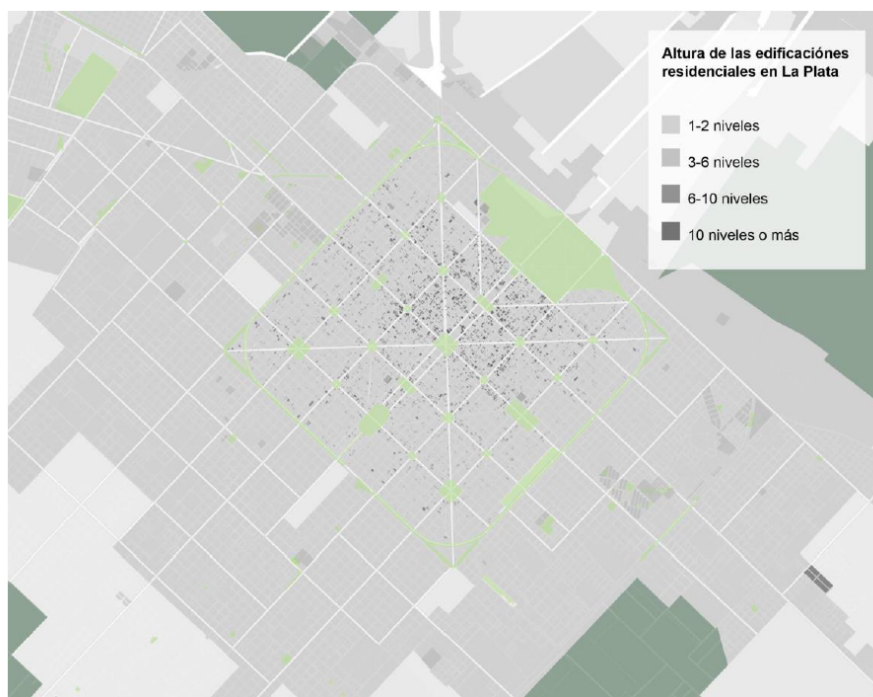 Altura de las edificaciónes
residenciales en La Plata
1-2 niveles
3-6 niveles
6-10 niveles
10 niveles o más